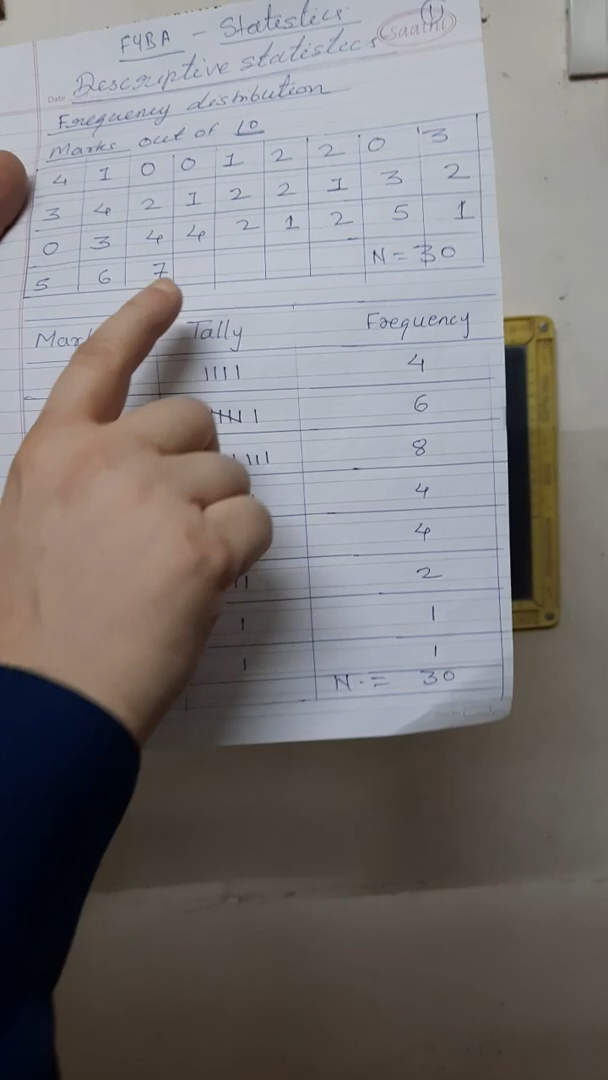 FYBA - Statistics
Descriptive statistics
saathi
1
Date
Frequency distribution
Marks out of 10
4 1 0 0 1 2 2 0 3
3 4 2 1 2 2 1 3 2
0 3 4 4 2 1 2 5 1
5 6 7 N = 30
Tally Frequency
|||| 4
| 6
|||| 8
4
4
|| 2
| 1
| 1
N = 30